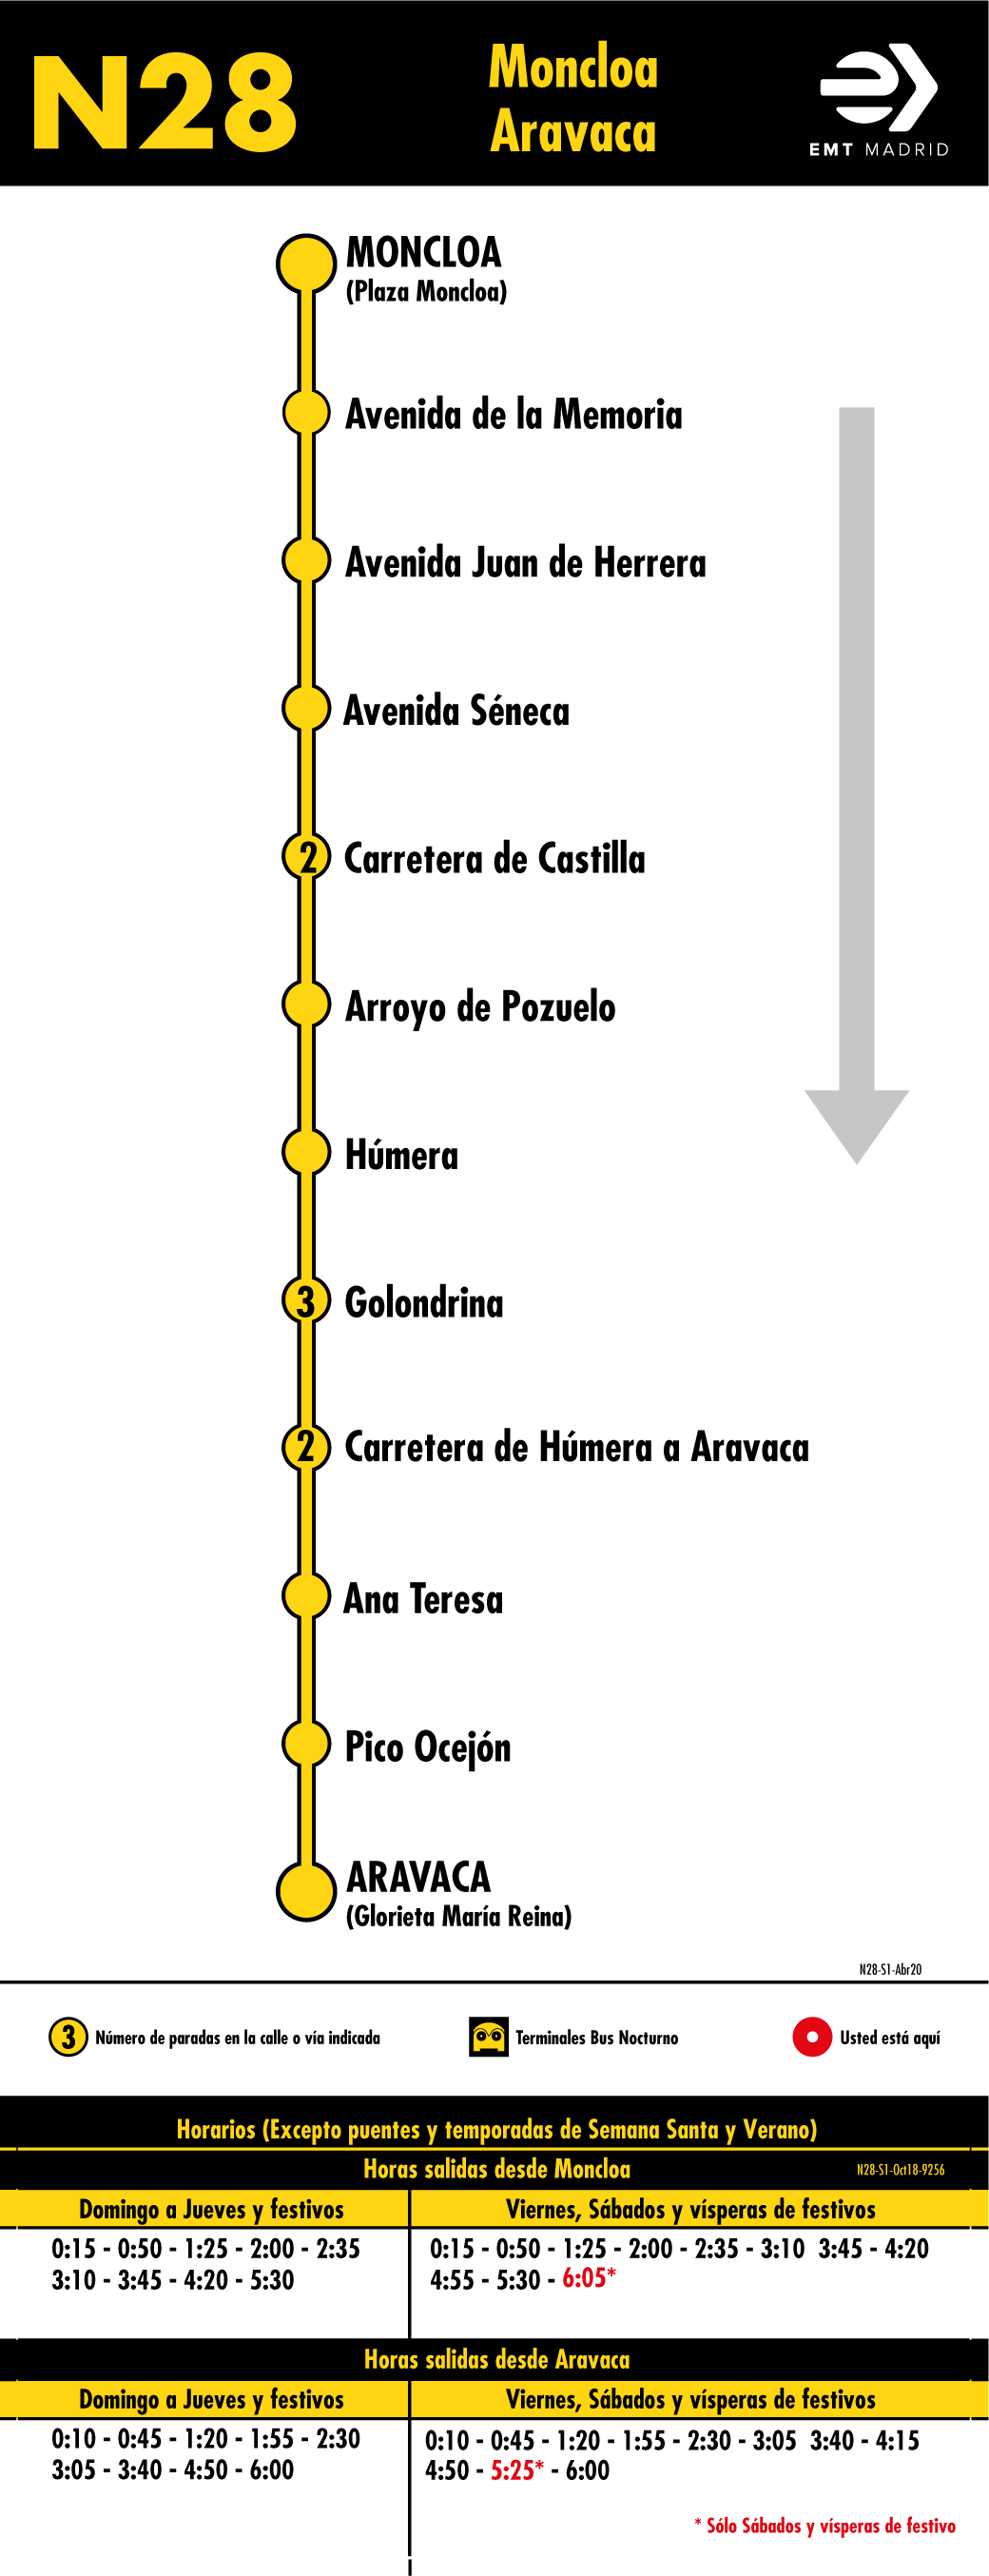 N28
Moncloa
Aravaca
EMT MADRID
MONCLOA
(Plaza Moncloa)
Avenida de la Memoria
Avenida Juan de Herrera
Avenida Séneca
2 Carretera de Castilla
Arroyo de Pozuelo
Húmera
3 Golondrina
2 Carretera de Húmera a Aravaca
Ana Teresa
Pico Ocejón
ARAVACA
(Glorieta María Reina)
N28-S1-Abr20
3 Número de paradas en la calle o vía indicada
Terminales Bus Nocturno
Usted está aquí
Horarios (Excepto puentes y temporadas de Semana Santa y Verano)
Horas salidas desde Moncloa
N28-S1-Oct18-9256
Domingo a Jueves y festivos
0:15 - 0:50 - 1:25 - 2:00 - 2:35
3:10 - 3:45 - 4:20 - 5:30
Viernes, Sábados y vísperas de festivos
0:15 - 0:50 - 1:25 - 2:00 - 2:35 - 3:10 3:45 - 4:20
4:55 - 5:30 - 6:05*
Horas salidas desde Aravaca
Domingo a Jueves y festivos
0:10 - 0:45 - 1:20 - 1:55 - 2:30
3:05 - 3:40 - 4:50 - 6:00
Viernes, Sábados y vísperas de festivos
0:10 - 0:45 - 1:20 - 1:55 - 2:30 - 3:05 3:40 - 4:15
4:50 - 5:25* - 6:00
* Sólo Sábados y vísperas de festivo